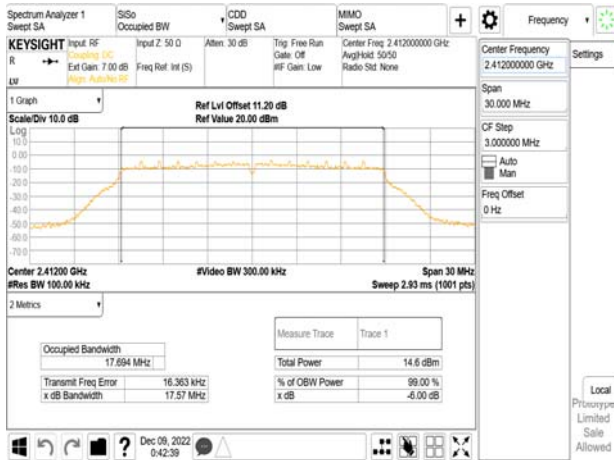 Spectrum Analyzer 1
Swept SA
SiSo
Occupied BW
CDD
Swept SA
MIMO
Swept SA
+
Frequency
KEYSIGHT
R
LVI
Input: RF
Coupling: DC
Ext Gain: 7.00 dB
Align: Auto/No RF
Input Z: 50 Ω
Freq Ref: Int (S)
Atten: 30 dB
Trig: Free Run
Gate: Off
#IF Gain: Low
Center Freq: 2.412000000 GHz
Avg|Hold: 50/50
Radio Std: None
Center Frequency
2.412000000 GHz
Settings
Span
30.000 MHz
CF Step
3.000000 MHz
Auto
Man
Freq Offset
0 Hz
1 Graph
Scale/Div 10.0 dB
Ref Lvl Offset 11.20 dB
Ref Value 20.00 dBm
Log
10.0
0.00
-10.0
-20.0
-30.0
-40.0
-50.0
-60.0
-70.0
Center 2.41200 GHz
#Res BW 100.00 kHz
#Video BW 300.00 kHz
Span 30 MHz
Sweep 2.93 ms (1001 pts)
2 Metrics
Measure Trace
Trace 1
Occupied Bandwidth
17.694 MHz
Total Power
14.6 dBm
Transmit Freq Error
16.363 kHz
% of OBW Power
99.00 %
x dB Bandwidth
17.57 MHz
x dB
-6.00 dB
Local
Prototype
Limited
Sale
Allowed
?
Dec 09, 2022
0:42:39